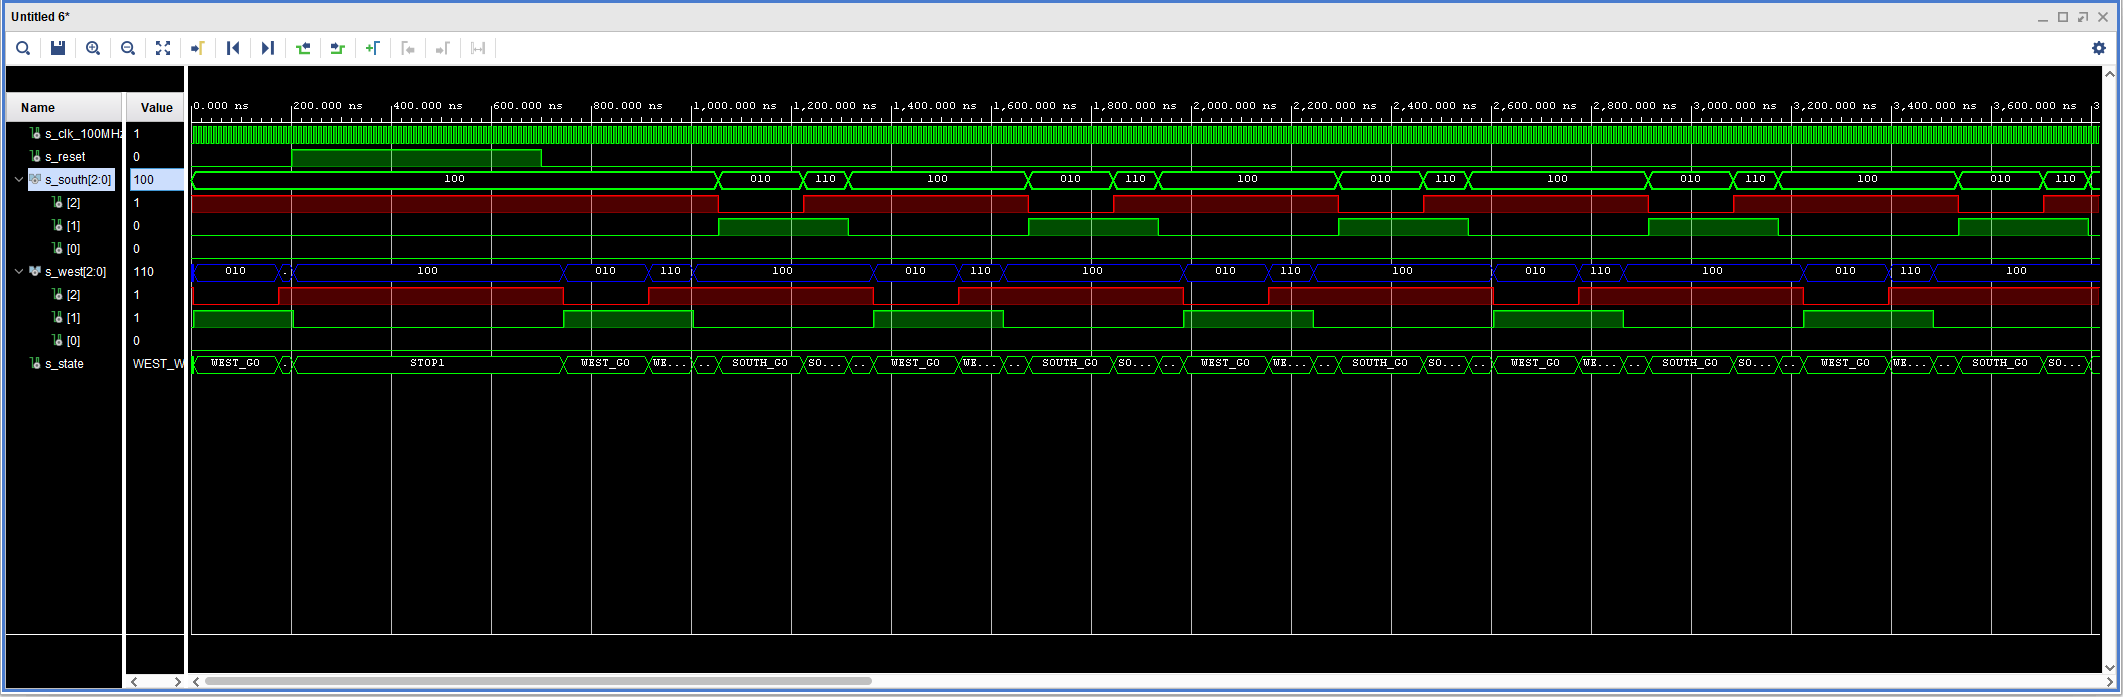 Untitled 6*
Name Value 0.000 ns 200.000 ns 400.000 ns 600.000 ns 800.000 ns 1,000.000 ns 1,200.000 ns 1,400.000 ns 1,600.000 ns 1,800.000 ns 2,000.000 ns 2,200.000 ns 2,400.000 ns 2,600.000 ns 2,800.000 ns 3,000.000 ns 3,200.000 ns 3,400.000 ns 3,600.000 ns 3
s_clk_100MHz 1
s_reset 0
s_south[2:0] 100 100 010 110 100 010 110 100 010 110 100 010 110 100 010 110
[2] 1
[1] 0
[0] 0
s_west[2:0] 110 010 . 100 010 110 100 010 110 100 010 110 100 010 110 100 010 110 100
[2] 1
[1] 1
[0] 0
s_state WEST_W WEST_GO . STOP1 WEST_GO WE... .. SOUTH_GO SO... .. WEST_GO WE... .. SOUTH_GO SO... .. WEST_GO WE... .. SOUTH_GO SO... .. WEST_GO WE... .. SOUTH_GO SO... .. WEST_GO WE... .. SOUTH_GO SO...